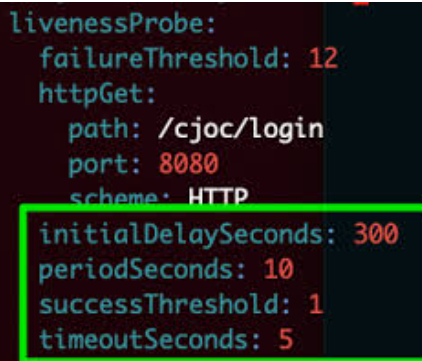 livenessProbe:
failureThreshold: 12
httpGet:
path: /cjoc/login
port: 8080
scheme: HTTP
initialDelaySeconds: 300
periodSeconds: 10
successThreshold: 1
timeoutSeconds: 5